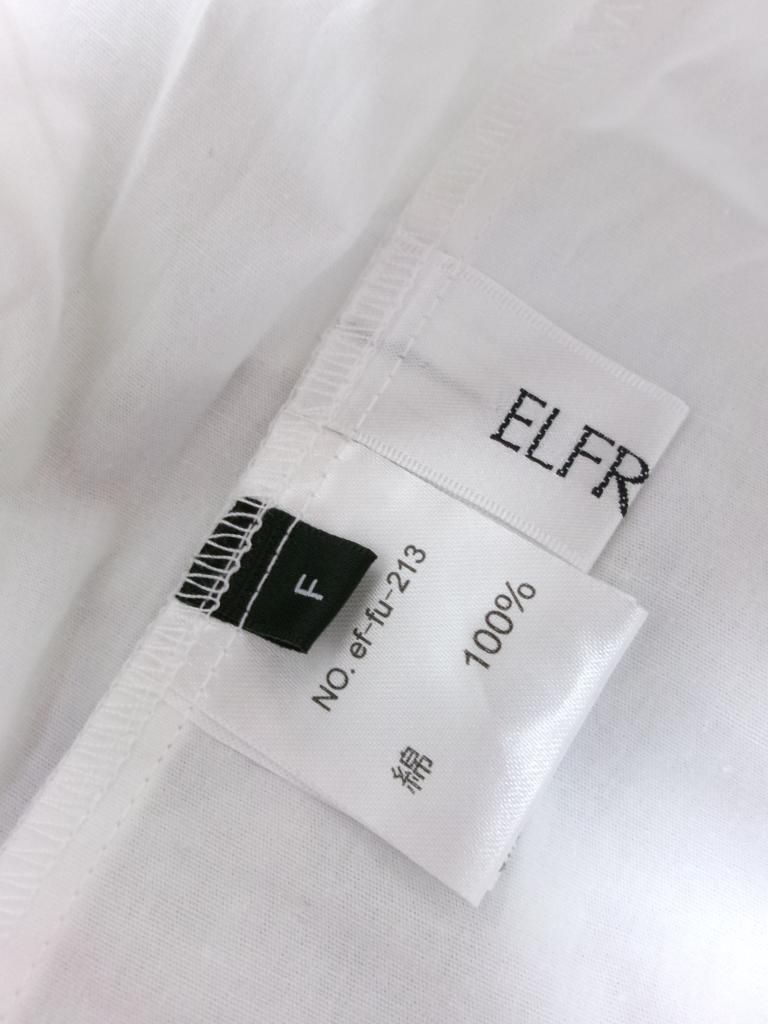 ELFR
F
NO. ef-fu-213
綿 100%